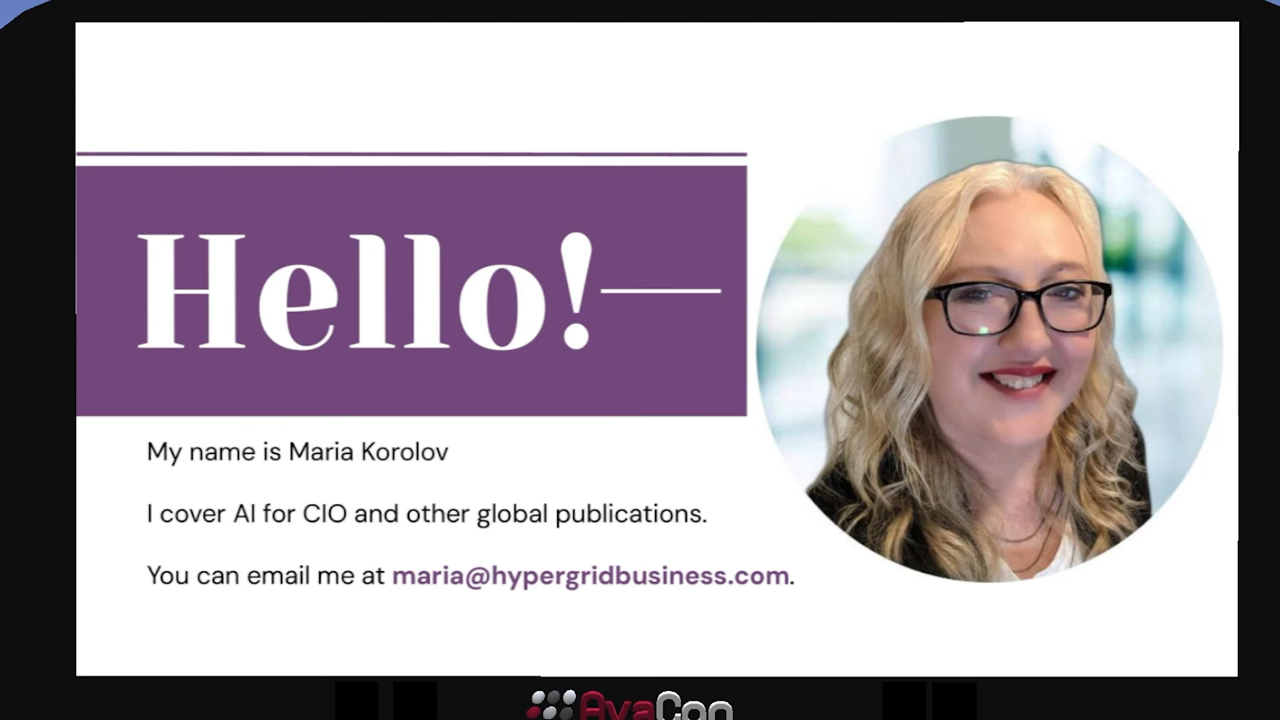 Hello!
My name is Maria Korolov
I cover AI for CIO and other global publications.
You can email me at maria@hypergridbusiness.com.
AvaCon